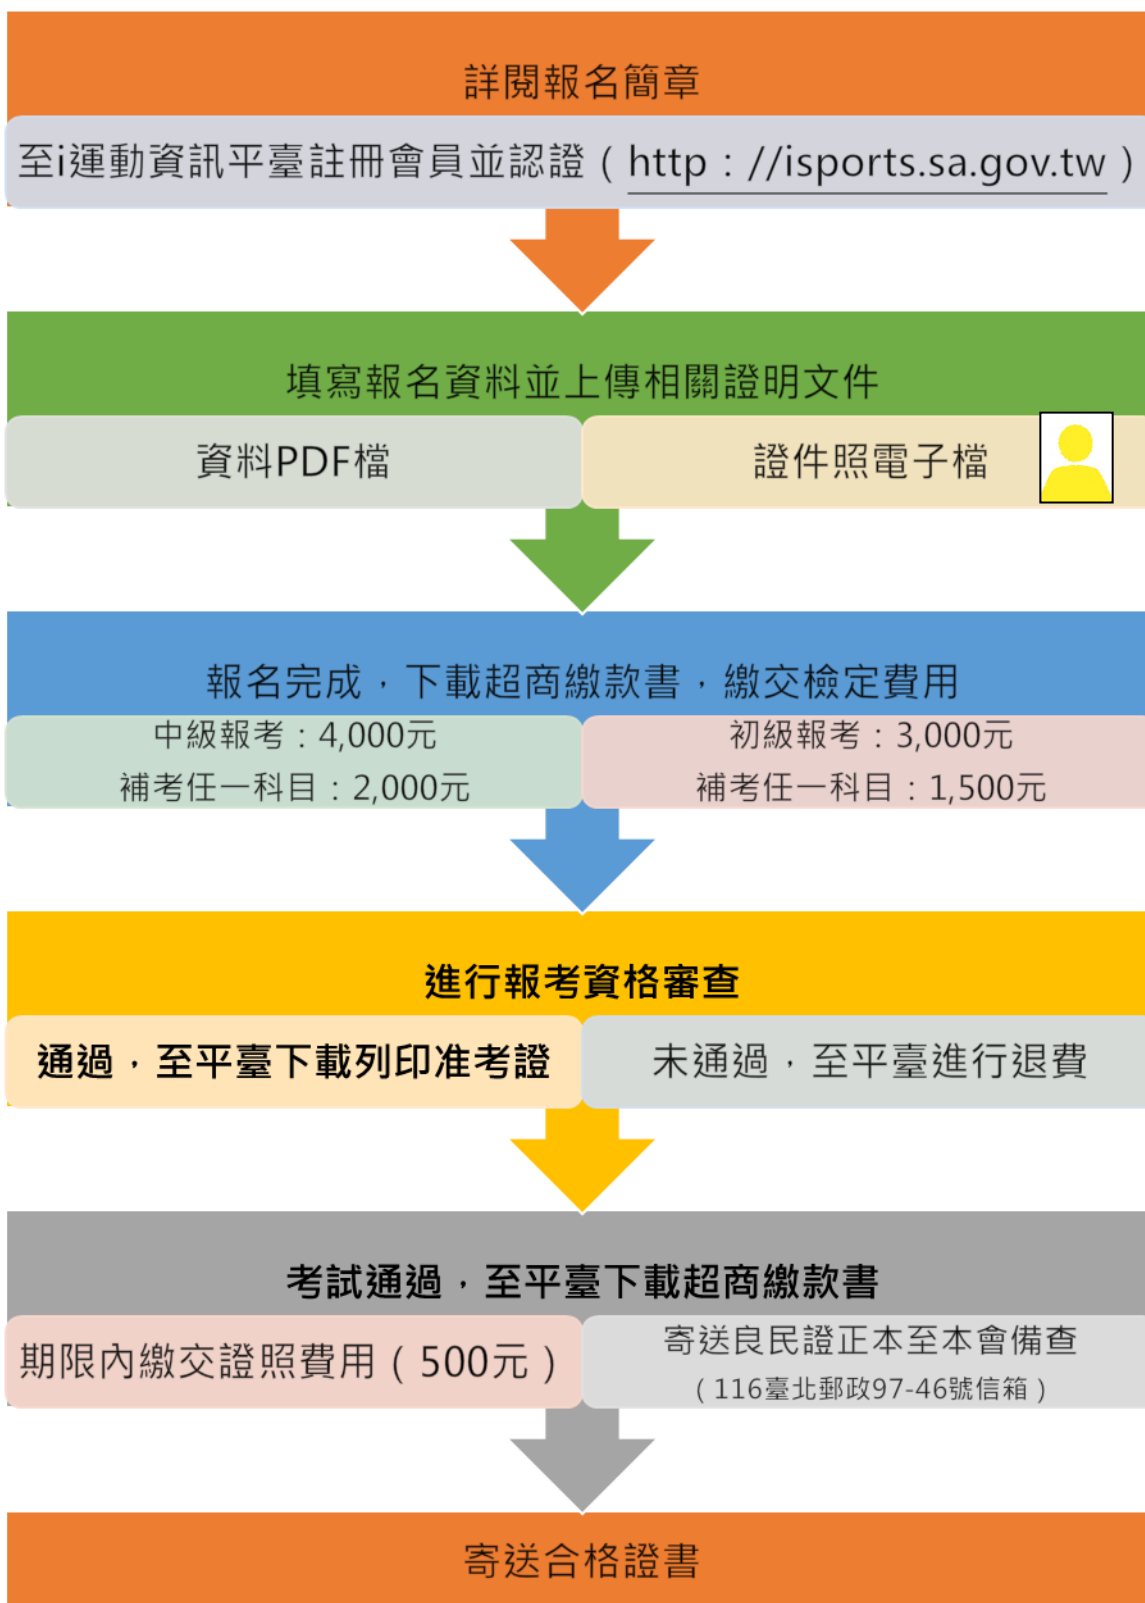 詳閱報名簡章
至i運動資訊平臺註冊會員並認證（http：//isports.sa.gov.tw）
填寫報名資料並上傳相關證明文件
資料PDF檔
證件照電子檔
報名完成，下載超商繳款書，繳交檢定費用
中級報考：4,000元
補考任一科目：2,000元
初級報考：3,000元
補考任一科目：1,500元
進行報考資格審查
通過，至平臺下載列印准考證
未通過，至平臺進行退費
考試通過，至平臺下載超商繳款書
期限內繳交證照費用（500元）
寄送良民證正本至本會備查
（116臺北郵政97-46號信箱）
寄送合格證書